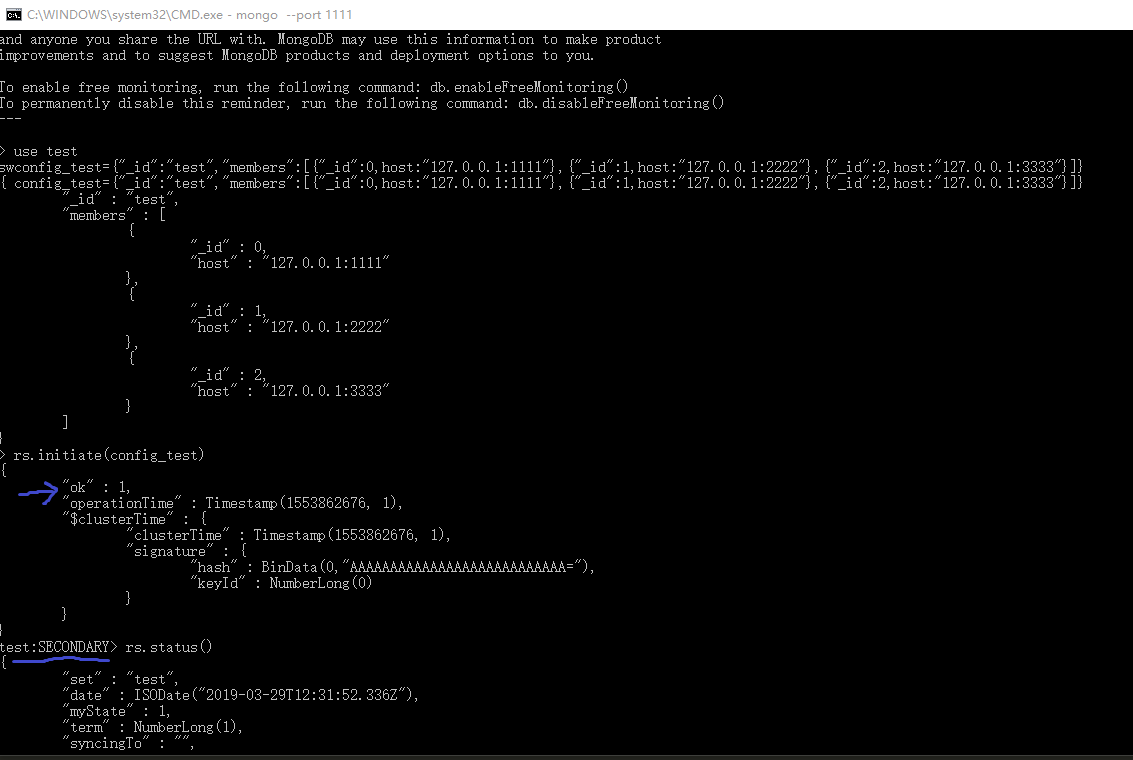 C:\WINDOWS\system32\CMD.exe - mongo  --port 1111
and anyone you share the URL with. MongoDB may use this information to make product
improvements and to suggest MongoDB products and deployment options to you.
To enable free monitoring, run the following command: db.enableFreeMonitoring()
To permanently disable this reminder, run the following command: db.disableFreeMonitoring()
---
> use test
swconfig_test={"_id":"test","members":[{"_id":0,host:"127.0.0.1:1111"},{"_id":1,host:"127.0.0.1:2222"},{"_id":2,host:"127.0.0.1:3333"}]}
{ config_test={"_id":"test","members":[{"_id":0,host:"127.0.0.1:1111"},{"_id":1,host:"127.0.0.1:2222"},{"_id":2,host:"127.0.0.1:3333"}]}
"_id" : "test",
"members" : [
{
"_id" : 0,
"host" : "127.0.0.1:1111"
},
{
"_id" : 1,
"host" : "127.0.0.1:2222"
},
{
"_id" : 2,
"host" : "127.0.0.1:3333"
}
]
}
> rs.initiate(config_test)
{
"ok" : 1,
"operationTime" : Timestamp(1553862676, 1),
"$clusterTime" : {
"clusterTime" : Timestamp(1553862676, 1),
"signature" : {
"hash" : BinData(0,"AAAAAAAAAAAAAAAAAAAAAAAAAAA="),
"keyId" : NumberLong(0)
}
}
}
test:SECONDARY> rs.status()
{
"set" : "test",
"date" : ISODate("2019-03-29T12:31:52.336Z"),
"myState" : 1,
"term" : NumberLong(1),
"syncingTo" : "",